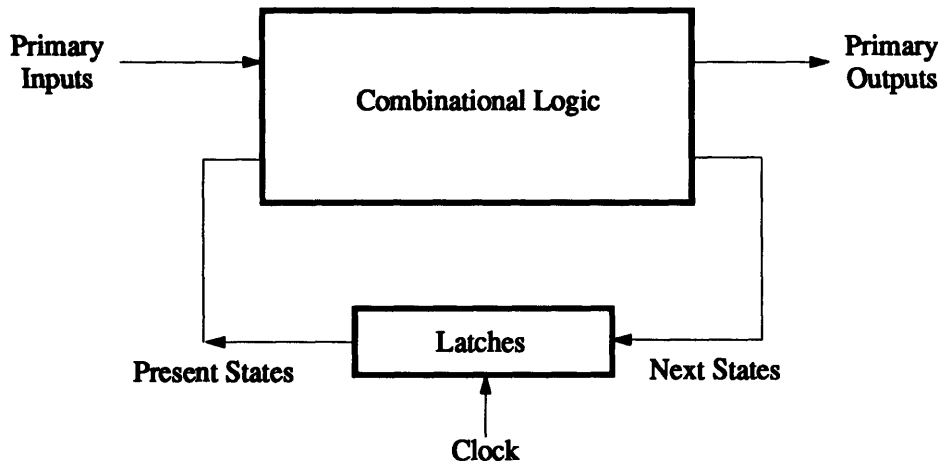 Primary
Inputs
Combinational Logic
Primary
Outputs
Latches
Present States
Next States
Clock